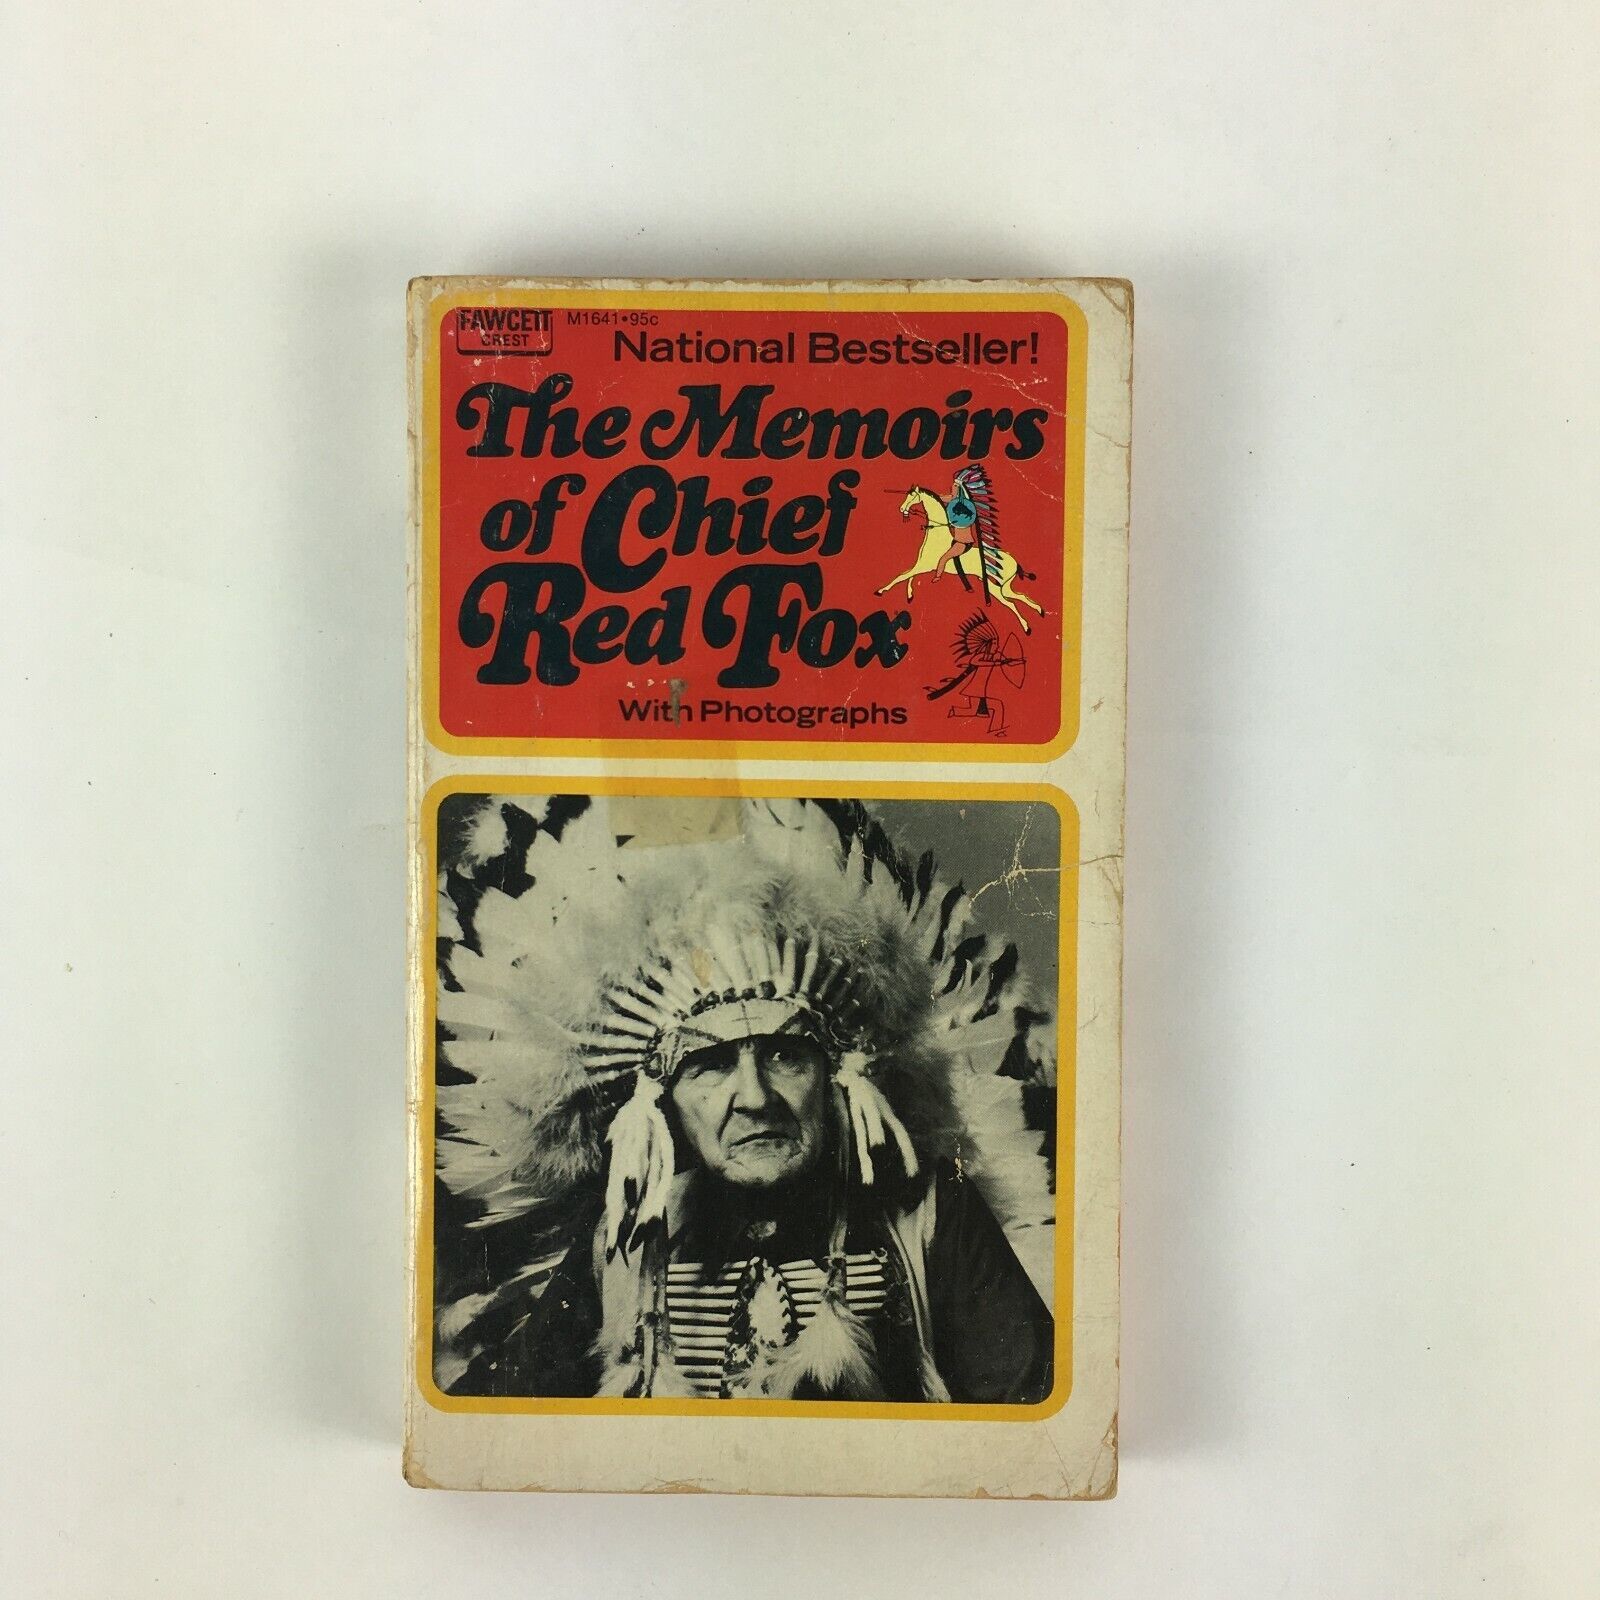 FAWCETT
CREST
M1641•95c
National Bestseller!
The Memoirs
of Chief
Red Fox
With Photographs